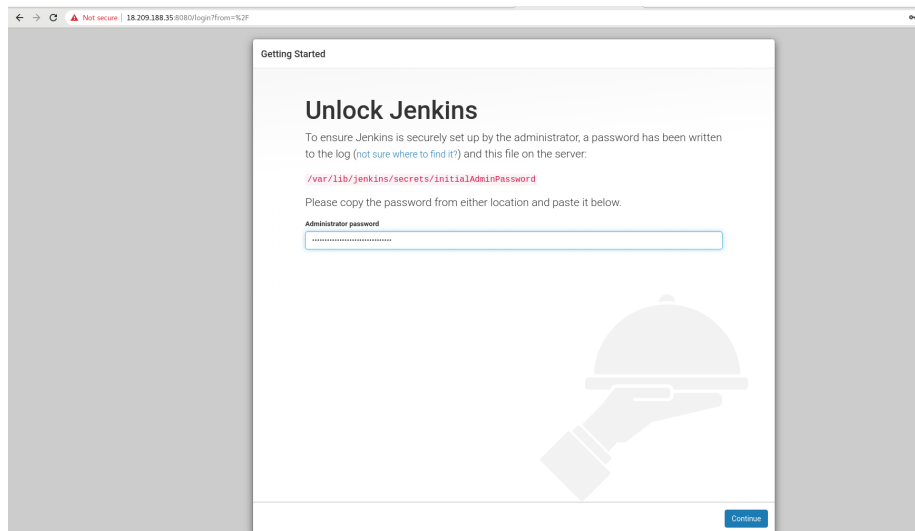 Not secure | 18.209.188.35:8080/login?from=%2F
Getting Started
Unlock Jenkins
To ensure Jenkins is securely set up by the administrator, a password has been written
to the log (not sure where to find it?) and this file on the server:
/var/lib/jenkins/secrets/initialAdminPassword
Please copy the password from either location and paste it below.
Administrator password
Continue